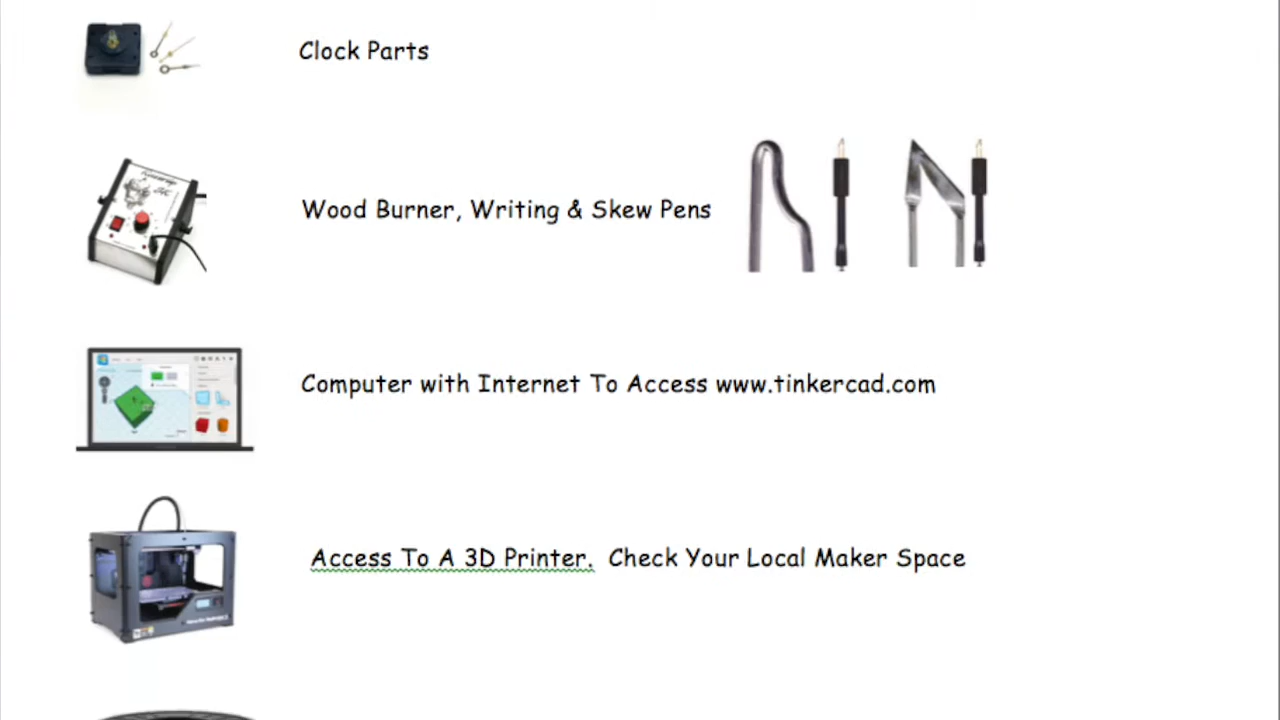 Clock Parts
Wood Burner, Writing & Skew Pens
Computer with Internet To Access www.tinkercad.com
Access To A 3D Printer.  Check Your Local Maker Space